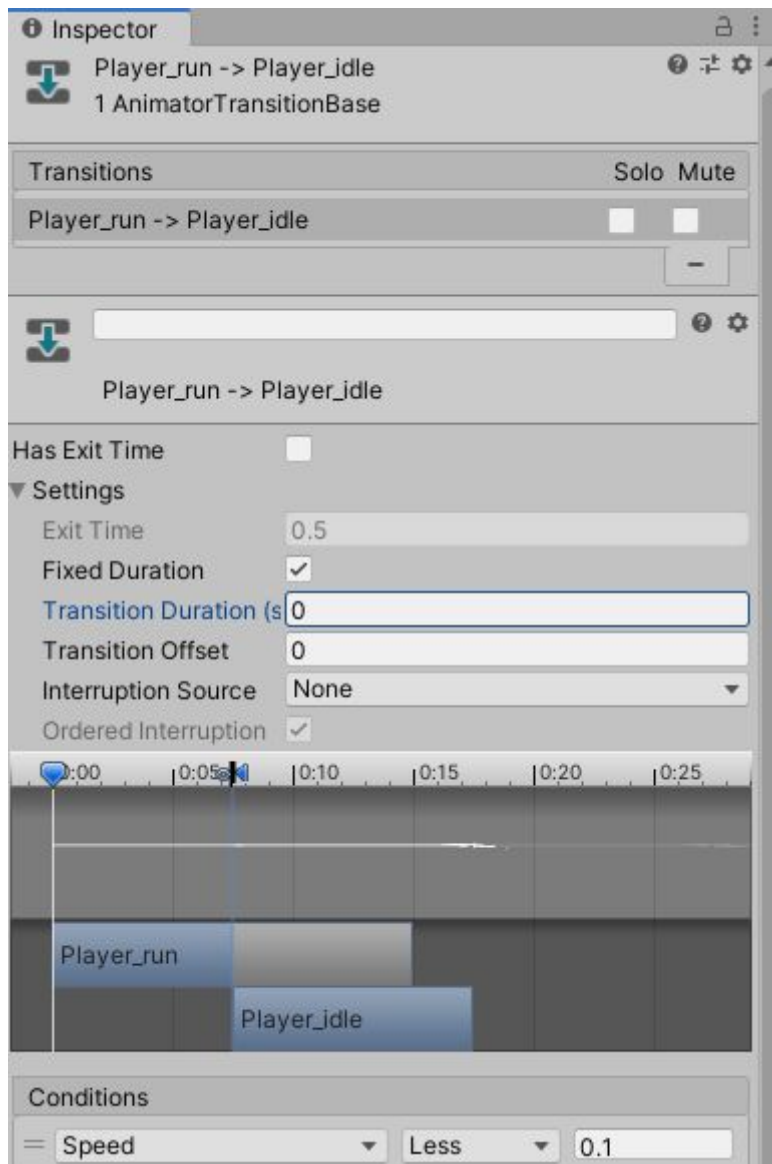 Inspector
Player_run -> Player_idle
1 AnimatorTransitionBase
Transitions Solo Mute
Player_run -> Player_idle
Player_run -> Player_idle
Has Exit Time
Settings
Exit Time 0.5
Fixed Duration
Transition Duration (s 0
Transition Offset 0
Interruption Source None
Ordered Interruption
0:00 0:05 0:10 0:15 0:20 0:25
Player_run
Player_idle
Conditions
Speed Less 0.1